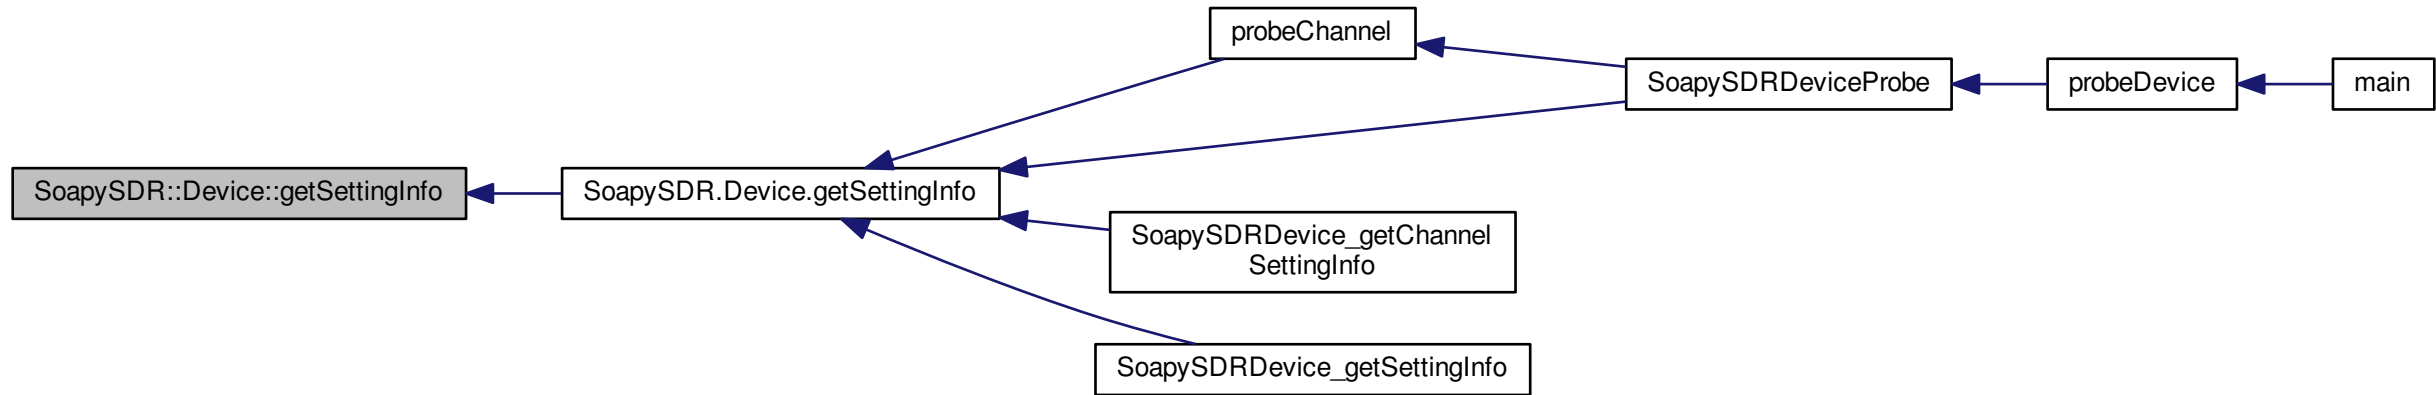 probeChannel
SoapySDRDeviceProbe
probeDevice
main
SoapySDR::Device::getSettingInfo
SoapySDR.Device.getSettingInfo
SoapySDRDevice_getChannel
SettingInfo
SoapySDRDevice_getSettingInfo